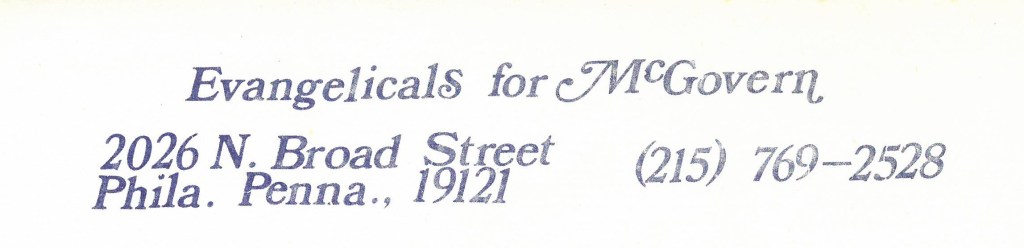 Evangelicals for McGovern
2026 N. Broad Street (215) 769-2528
Phila. Penna., 19121